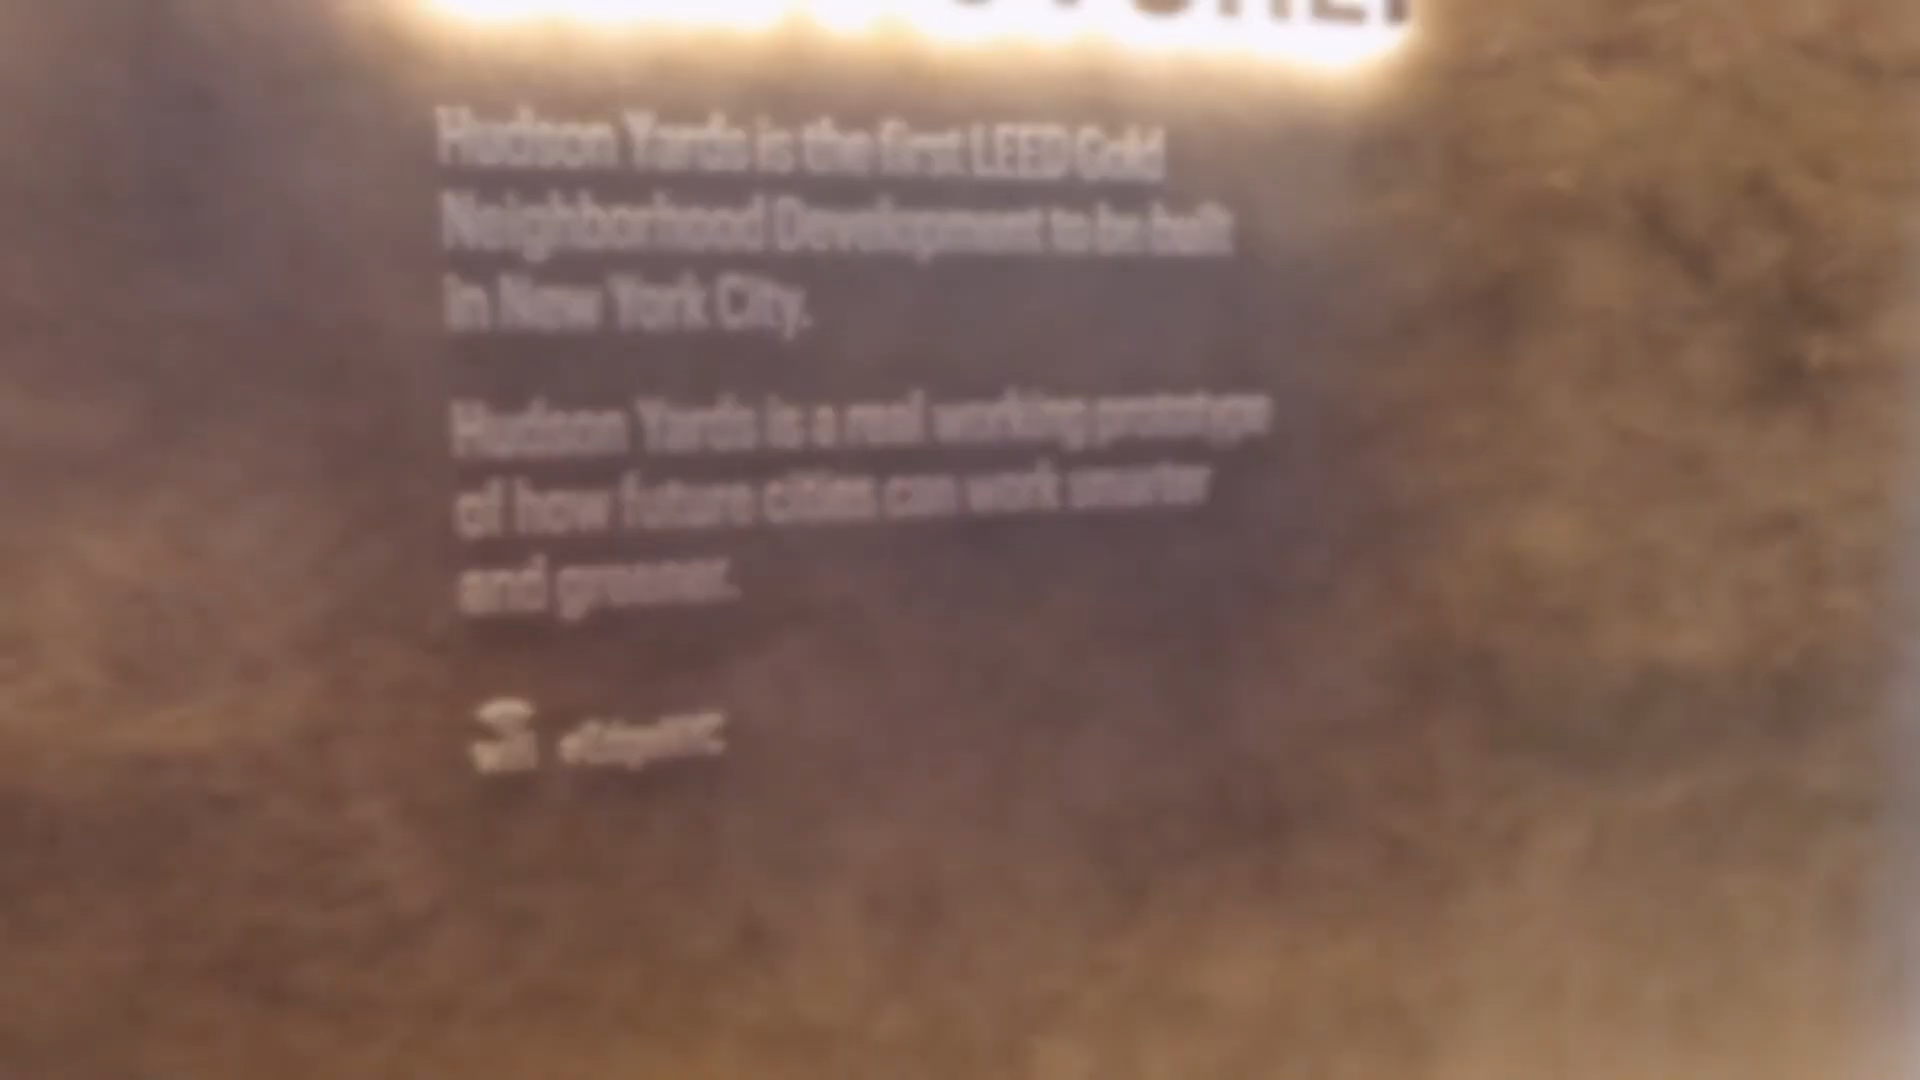 Hudson Yards is the first LEED Gold
Neighborhood Development to be built
in New York City.
Hudson Yards is a real working prototype
of how future cities can work smarter
and greener.